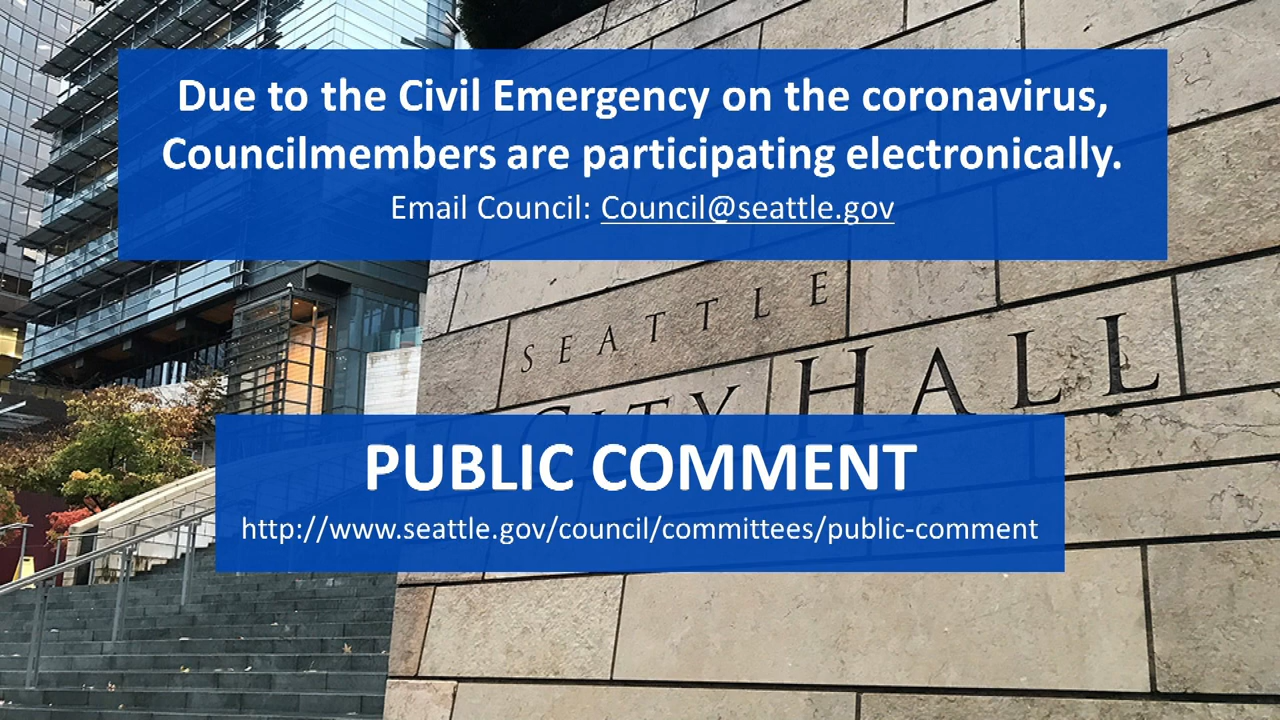 Due to the Civil Emergency on the coronavirus,
Councilmembers are participating electronically.
Email Council: Council@seattle.gov
SEATTLE
CITY HALL
PUBLIC COMMENT
http://www.seattle.gov/council/committees/public-comment